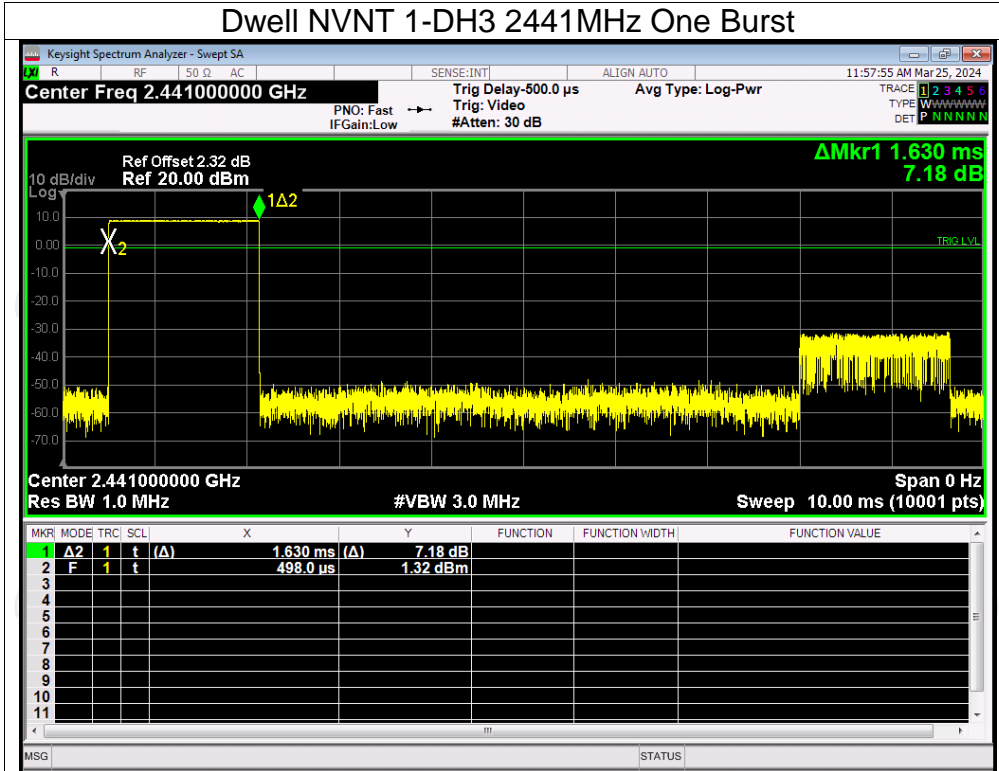 Dwell NVNT 1-DH3 2441MHz One Burst
Keysight Spectrum Analyzer - Swept SA
LXI R RF 50 Ω AC SENSE:INT ALIGN AUTO 11:57:55 AM Mar 25, 2024
Center Freq 2.441000000 GHz Trig Delay-500.0 µs Avg Type: Log-Pwr TRACE 1 2 3 4 5 6
PNO: Fast Trig: Video TYPE W
IFGain:Low #Atten: 30 dB DET P N N N N N
ΔMkr1 1.630 ms
7.18 dB
Ref Offset 2.32 dB
10 dB/div Ref 20.00 dBm
Log
1Δ2
10.0
0.00
2
TRIG LVL
-10.0
-20.0
-30.0
-40.0
-50.0
-60.0
-70.0
Center 2.441000000 GHz Span 0 Hz
Res BW 1.0 MHz #VBW 3.0 MHz Sweep 10.00 ms (10001 pts)
MKR MODE TRC SCL X Y FUNCTION FUNCTION WIDTH FUNCTION VALUE
1 Δ2 1 t (Δ) 1.630 ms (Δ) 7.18 dB
2 F 1 t 498.0 µs 1.32 dBm
3
4
5
6
7
8
9
10
11
MSG STATUS